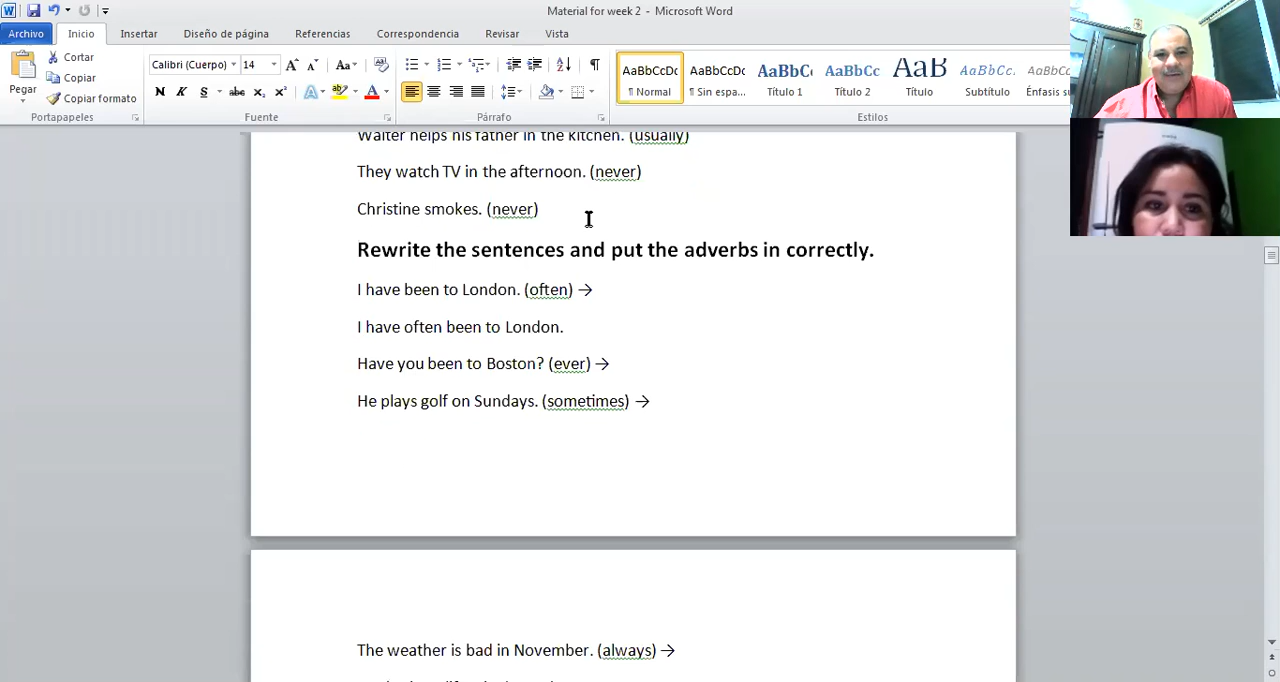 Material for week 2 - Microsoft Word
Archivo Inicio Insertar Diseño de página Referencias Correspondencia Revisar Vista
Pegar
Cortar
Copiar
Copiar formato
Calibri (Cuerpo) 14
N K S abc x₂ x²
AaBbCcDc AaBbCcDc AaBbC AaBbCc AaB AaBbCc AaBbCc
¶ Normal ¶ Sin espa... Título 1 Título 2 Título Subtítulo Énfasis su
Portapapeles Fuente Párrafo Estilos
Walter helps his father in the kitchen. (usually)
They watch TV in the afternoon. (never)
Christine smokes. (never)
Rewrite the sentences and put the adverbs in correctly.
I have been to London. (often) →
I have often been to London.
Have you been to Boston? (ever) →
He plays golf on Sundays. (sometimes) →
The weather is bad in November. (always) →